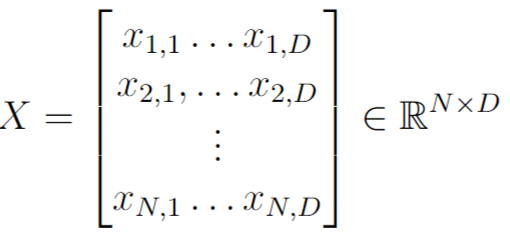 x_{1,1} ... x_{1,D}
x_{2,1}, ... x_{2,D}
X = ⋮ ∈ ℝ^{N×D}
x_{N,1} ... x_{N,D}